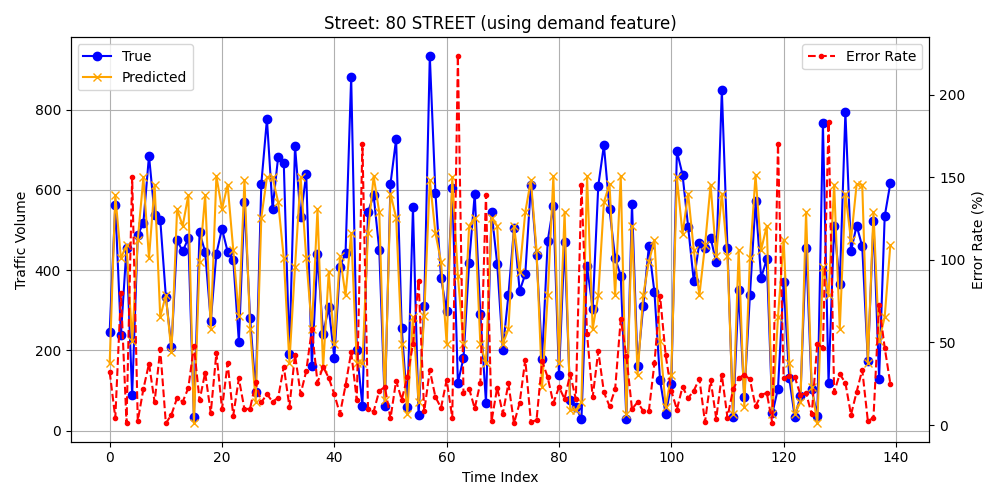 Street: 80 STREET (using demand feature)
True
Predicted
Error Rate
800
600
400
200
0
Traffic Volume
200
150
100
50
0
Error Rate (%)
0 20 40 60 80 100 120 140
Time Index